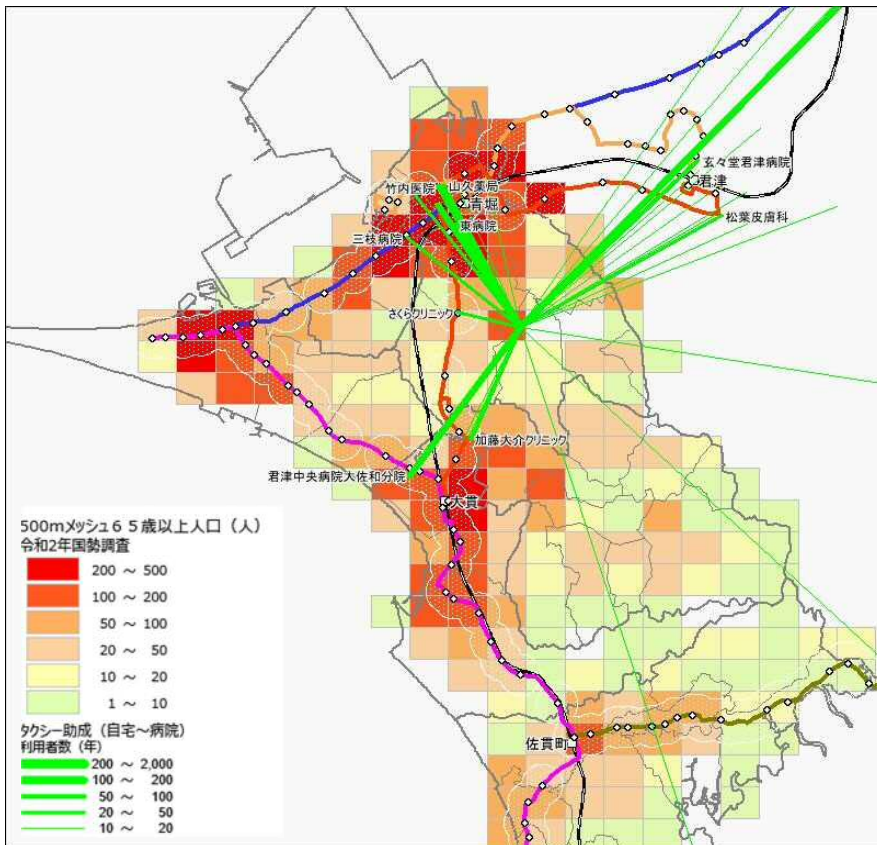 玄々堂君津病院
君津
竹内医院
山久薬局
青堀
松葉皮膚科
東病院
三枝病院
さくらクリニック
加藤大介クリニック
君津中央病院大佐和分院
大貫
500mメッシュ65歳以上人口（人）
令和2年国勢調査
200 ～ 500
100 ～ 200
50 ～ 100
20 ～ 50
10 ～ 20
1 ～ 10
タクシー助成（自宅～病院）
利用者数（年）
200 ～ 2,000
100 ～ 200
50 ～ 100
20 ～ 50
10 ～ 20
佐貫町